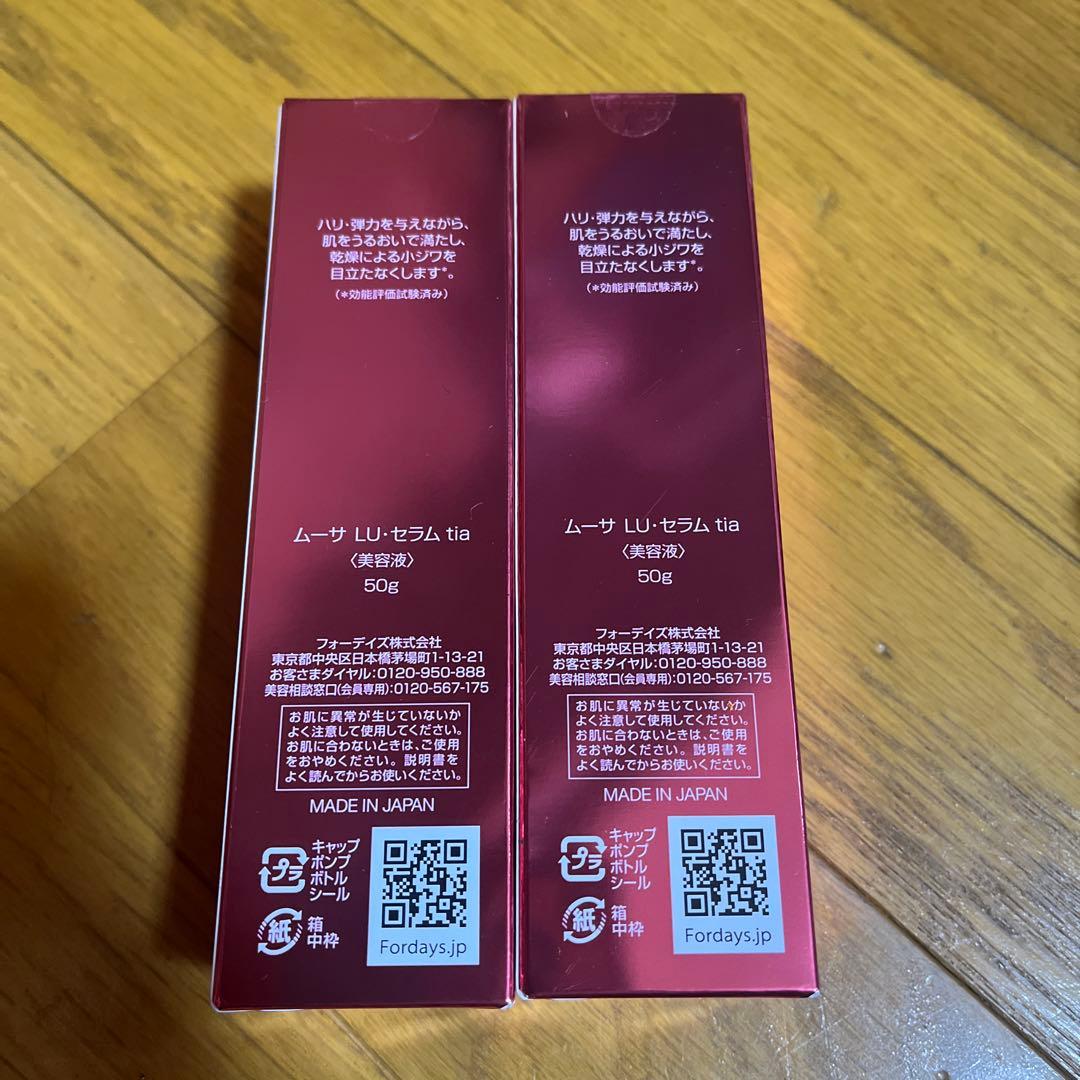 ハリ・弾力を与えながら、
肌をうるおいで満たし、
乾燥による小ジワを
目立たなくします*。
(*効能評価試験済み)
ムーサ LU・セラム tia
〈美容液〉
50g
フォーデイズ株式会社
東京都中央区日本橋茅場町1-13-21
お客さまダイヤル:0120-950-888
美容相談窓口(会員専用):0120-567-175
お肌に異常が生じていないか
よく注意して使用してください。
お肌に合わないときは、ご使用
をおやめください。説明書を
よく読んでからお使いください。
MADE IN JAPAN
プラ
キャップ
ポンプ
ボトル
シール
紙
箱
中枠
Fordays.jp
ハリ・弾力を与えながら、
肌をうるおいで満たし、
乾燥による小ジワを
目立たなくします*。
(*効能評価試験済み)
ムーサ LU・セラム tia
〈美容液〉
50g
フォーデイズ株式会社
東京都中央区日本橋茅場町1-13-21
お客さまダイヤル:0120-950-888
美容相談窓口(会員専用):0120-567-175
お肌に異常が生じていないか
よく注意して使用してください。
お肌に合わないときは、ご使用
をおやめください。説明書を
よく読んでからお使いください。
MADE IN JAPAN
プラ
キャップ
ポンプ
ボトル
シール
紙
箱
中枠
Fordays.jp